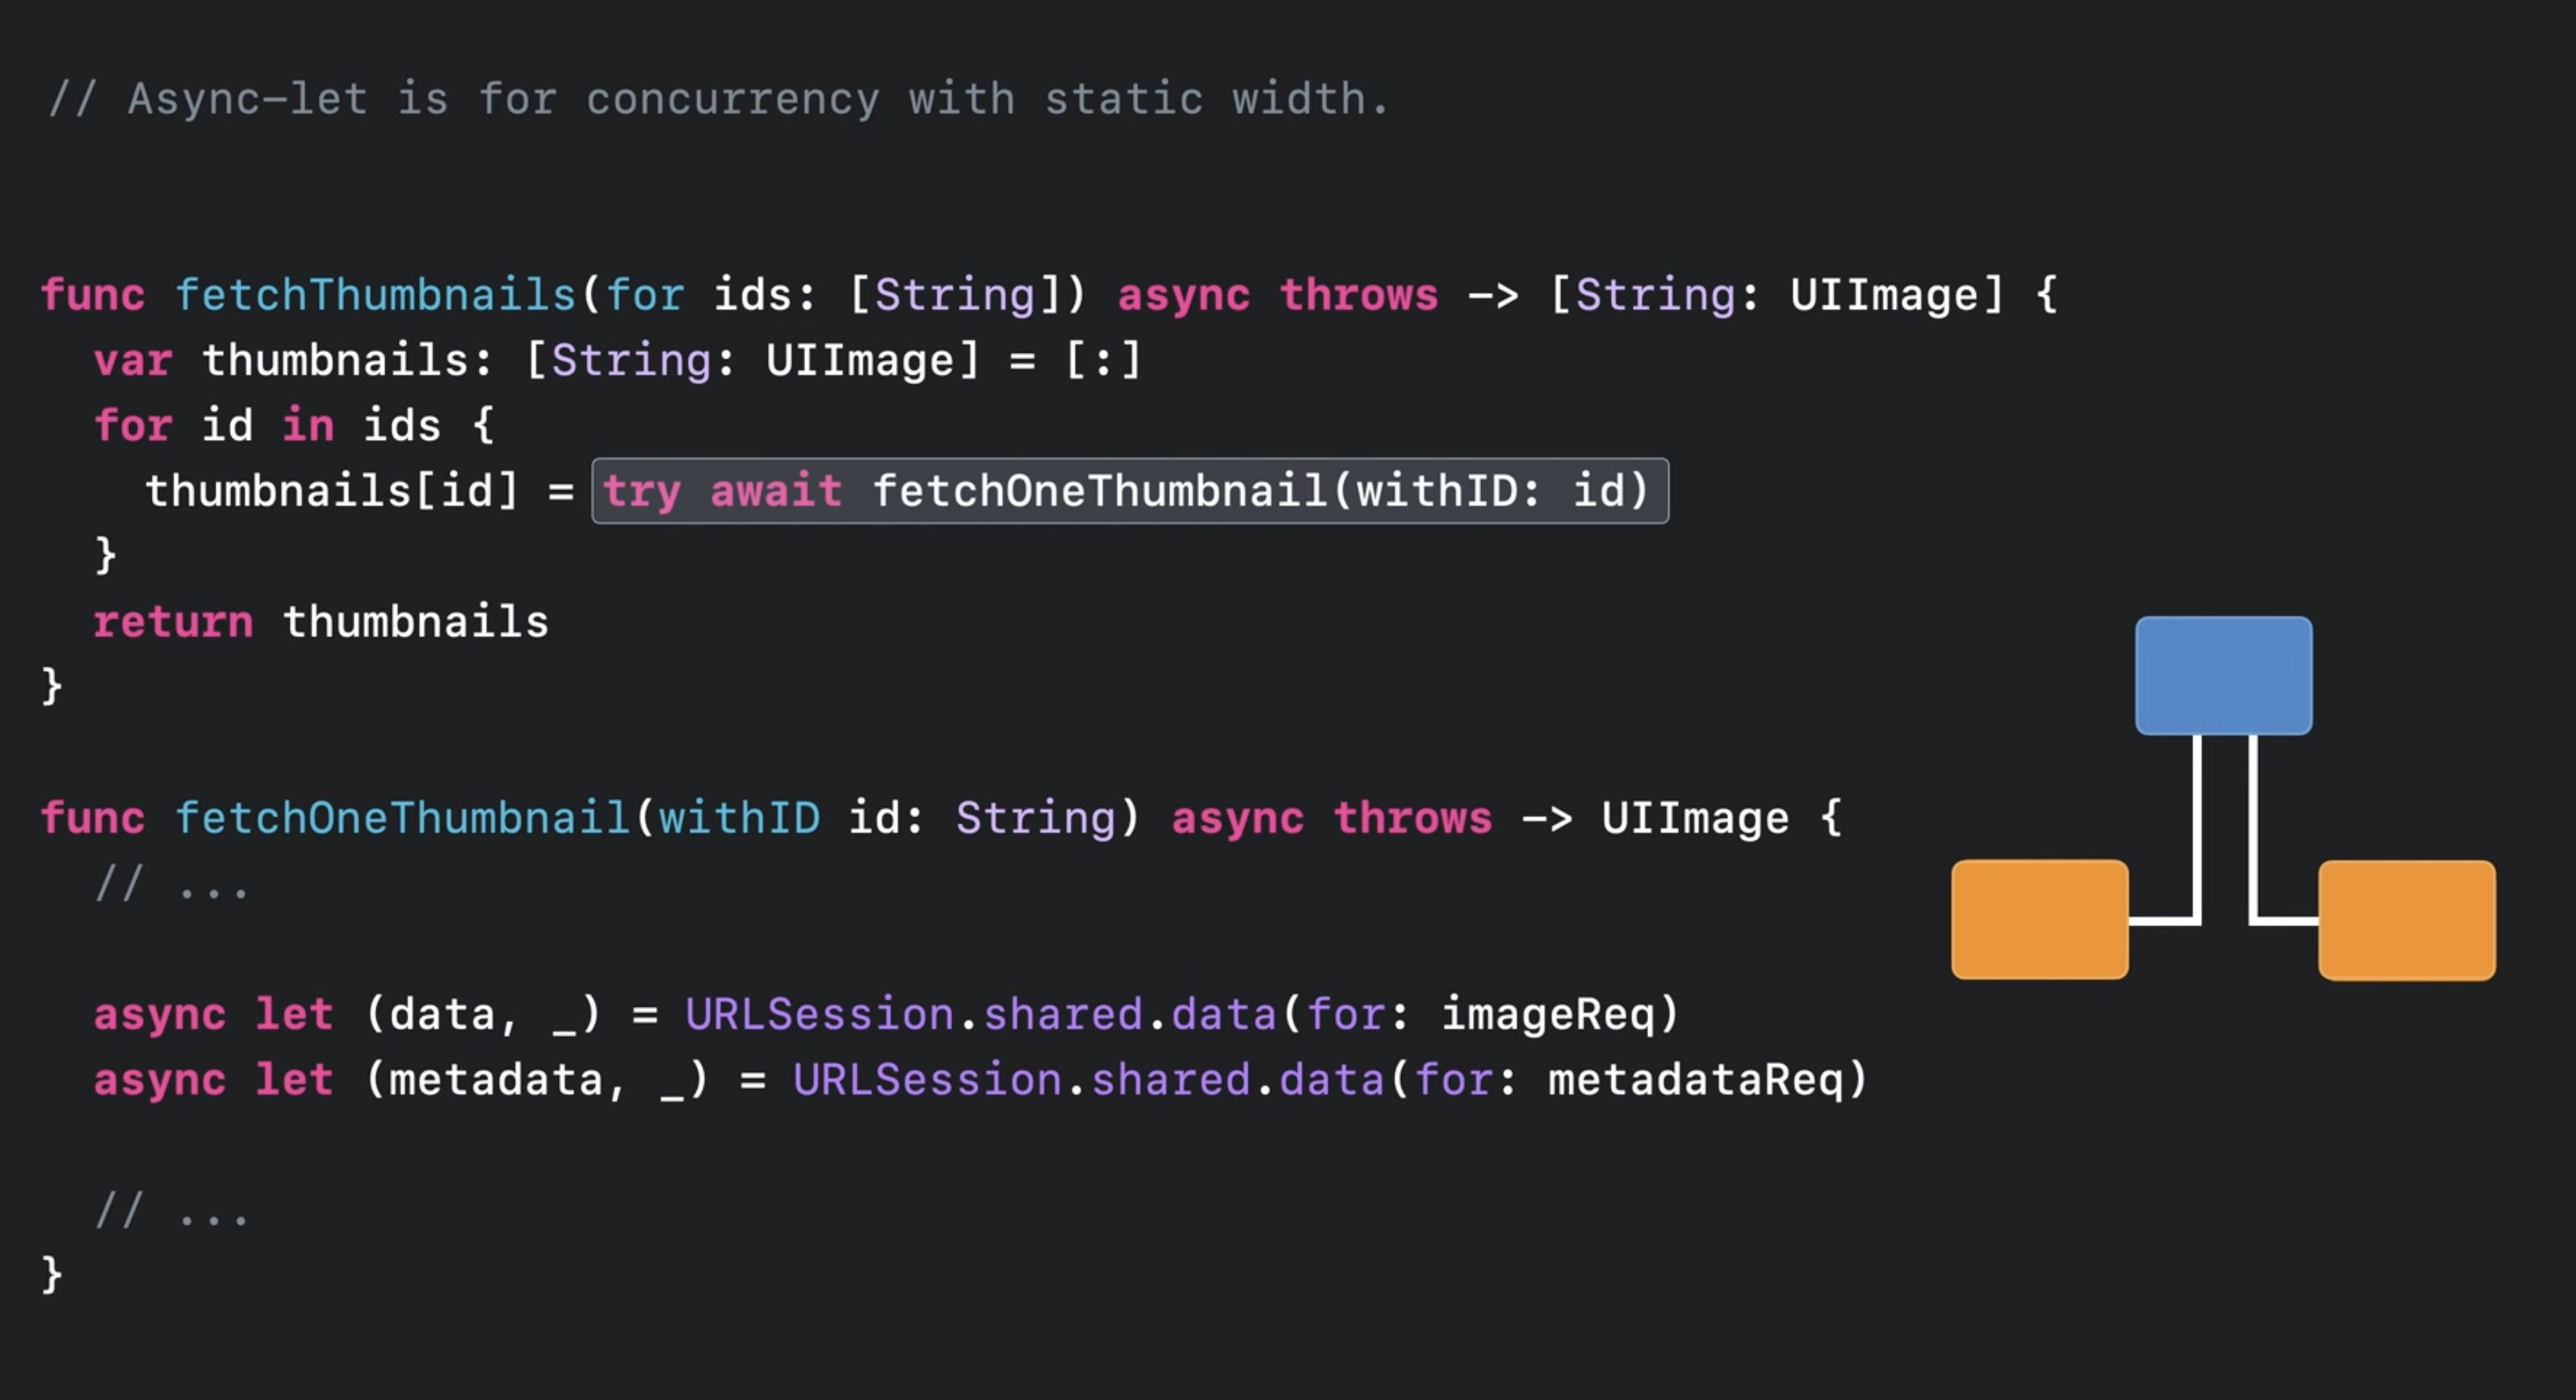 // Async-let is for concurrency with static width.
func fetchThumbnails(for ids: [String]) async throws -> [String: UIImage] {
  var thumbnails: [String: UIImage] = [:]
  for id in ids {
    thumbnails[id] = try await fetchOneThumbnail(withID: id)
  }
  return thumbnails
}
func fetchOneThumbnail(withID id: String) async throws -> UIImage {
  // ...
  async let (data, _) = URLSession.shared.data(for: imageReq)
  async let (metadata, _) = URLSession.shared.data(for: metadataReq)
  // ...
}